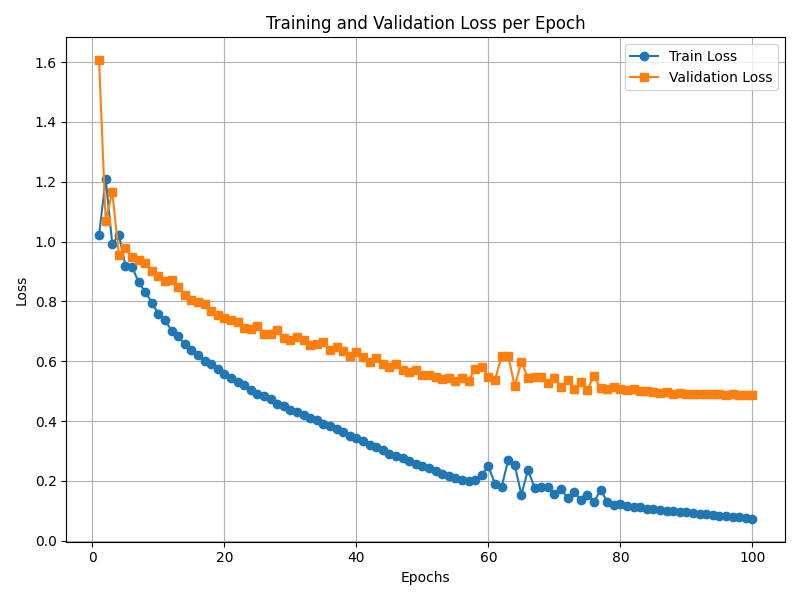 Training and Validation Loss per Epoch
Train Loss
Validation Loss
1.6
1.4
1.2
1.0
0.8
0.6
0.4
0.2
0.0
Loss
0 20 40 60 80 100
Epochs